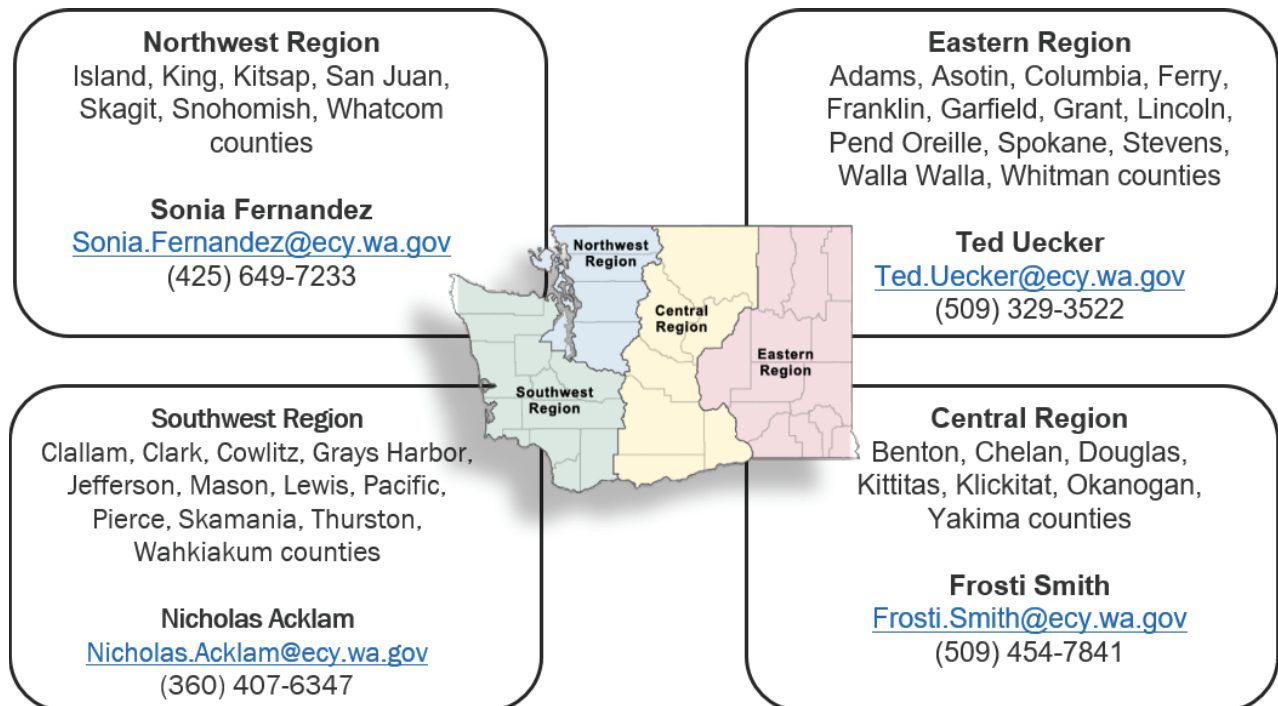 Northwest Region
Island, King, Kitsap, San Juan,
Skagit, Snohomish, Whatcom
counties
Sonia Fernandez
Sonia.Fernandez@ecy.wa.gov
(425) 649-7233
Eastern Region
Adams, Asotin, Columbia, Ferry,
Franklin, Garfield, Grant, Lincoln,
Pend Oreille, Spokane, Stevens,
Walla Walla, Whitman counties
Ted Uecker
Ted.Uecker@ecy.wa.gov
(509) 329-3522
Northwest
Region
Central
Region
Eastern
Region
Southwest
Region
Southwest Region
Clallam, Clark, Cowlitz, Grays Harbor,
Jefferson, Mason, Lewis, Pacific,
Pierce, Skamania, Thurston,
Wahkiakum counties
Nicholas Acklam
Nicholas.Acklam@ecy.wa.gov
(360) 407-6347
Central Region
Benton, Chelan, Douglas,
Kittitas, Klickitat, Okanogan,
Yakima counties
Frosti Smith
Frosti.Smith@ecy.wa.gov
(509) 454-7841